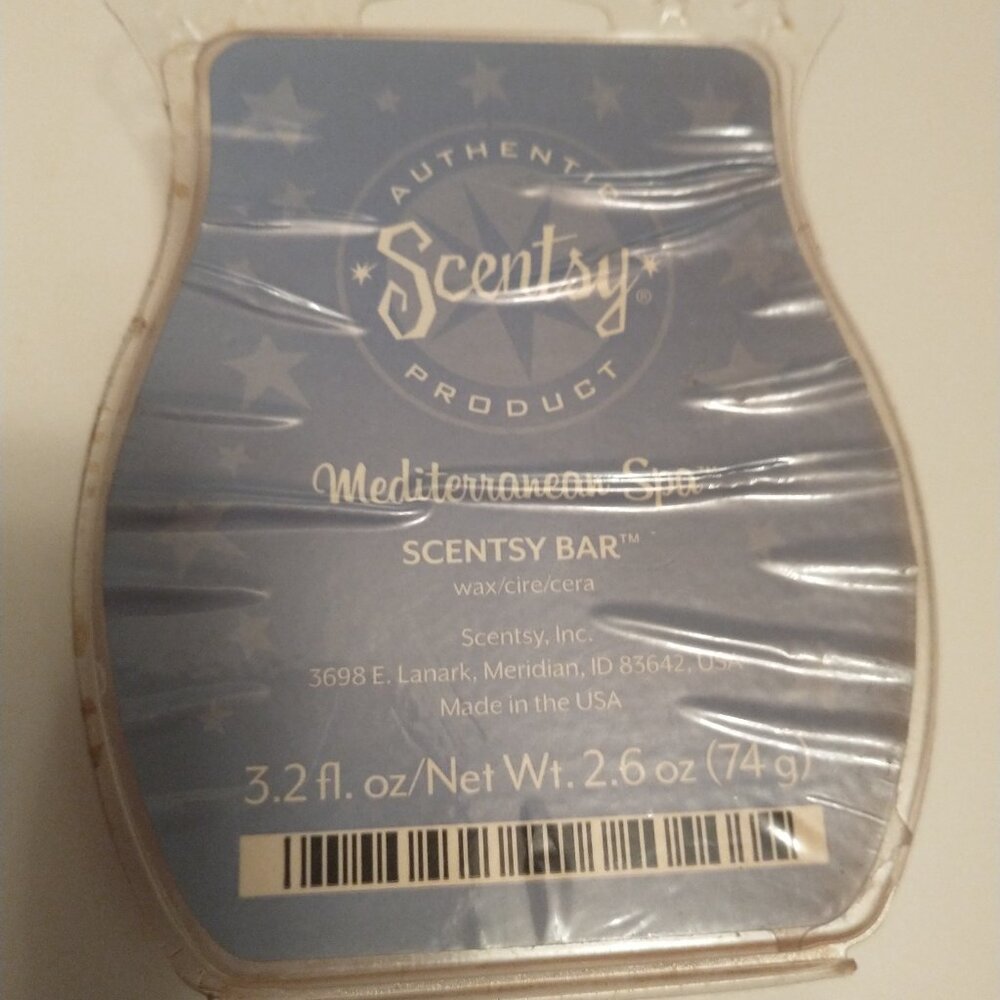 AUTHENTIC
Scentsy®
PRODUCT
Mediterranean Spa™
SCENTSY BAR™
wax/cire/cera
Scentsy, Inc.
3698 E. Lanark, Meridian, ID 83642, USA
Made in the USA
3.2 fl. oz/Net Wt. 2.6 oz (74 g)